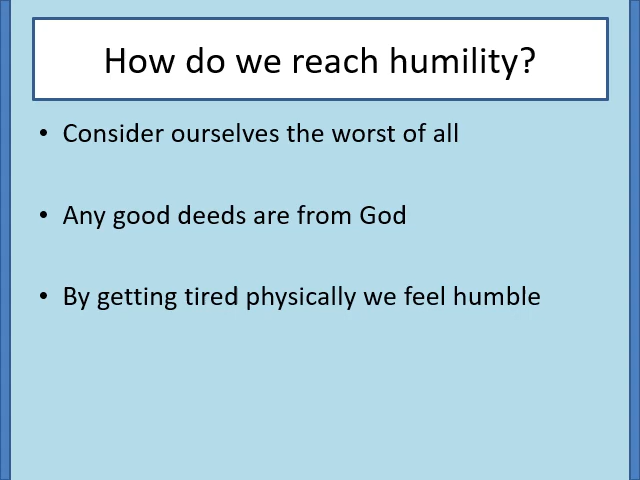 How do we reach humility?
• Consider ourselves the worst of all
• Any good deeds are from God
• By getting tired physically we feel humble